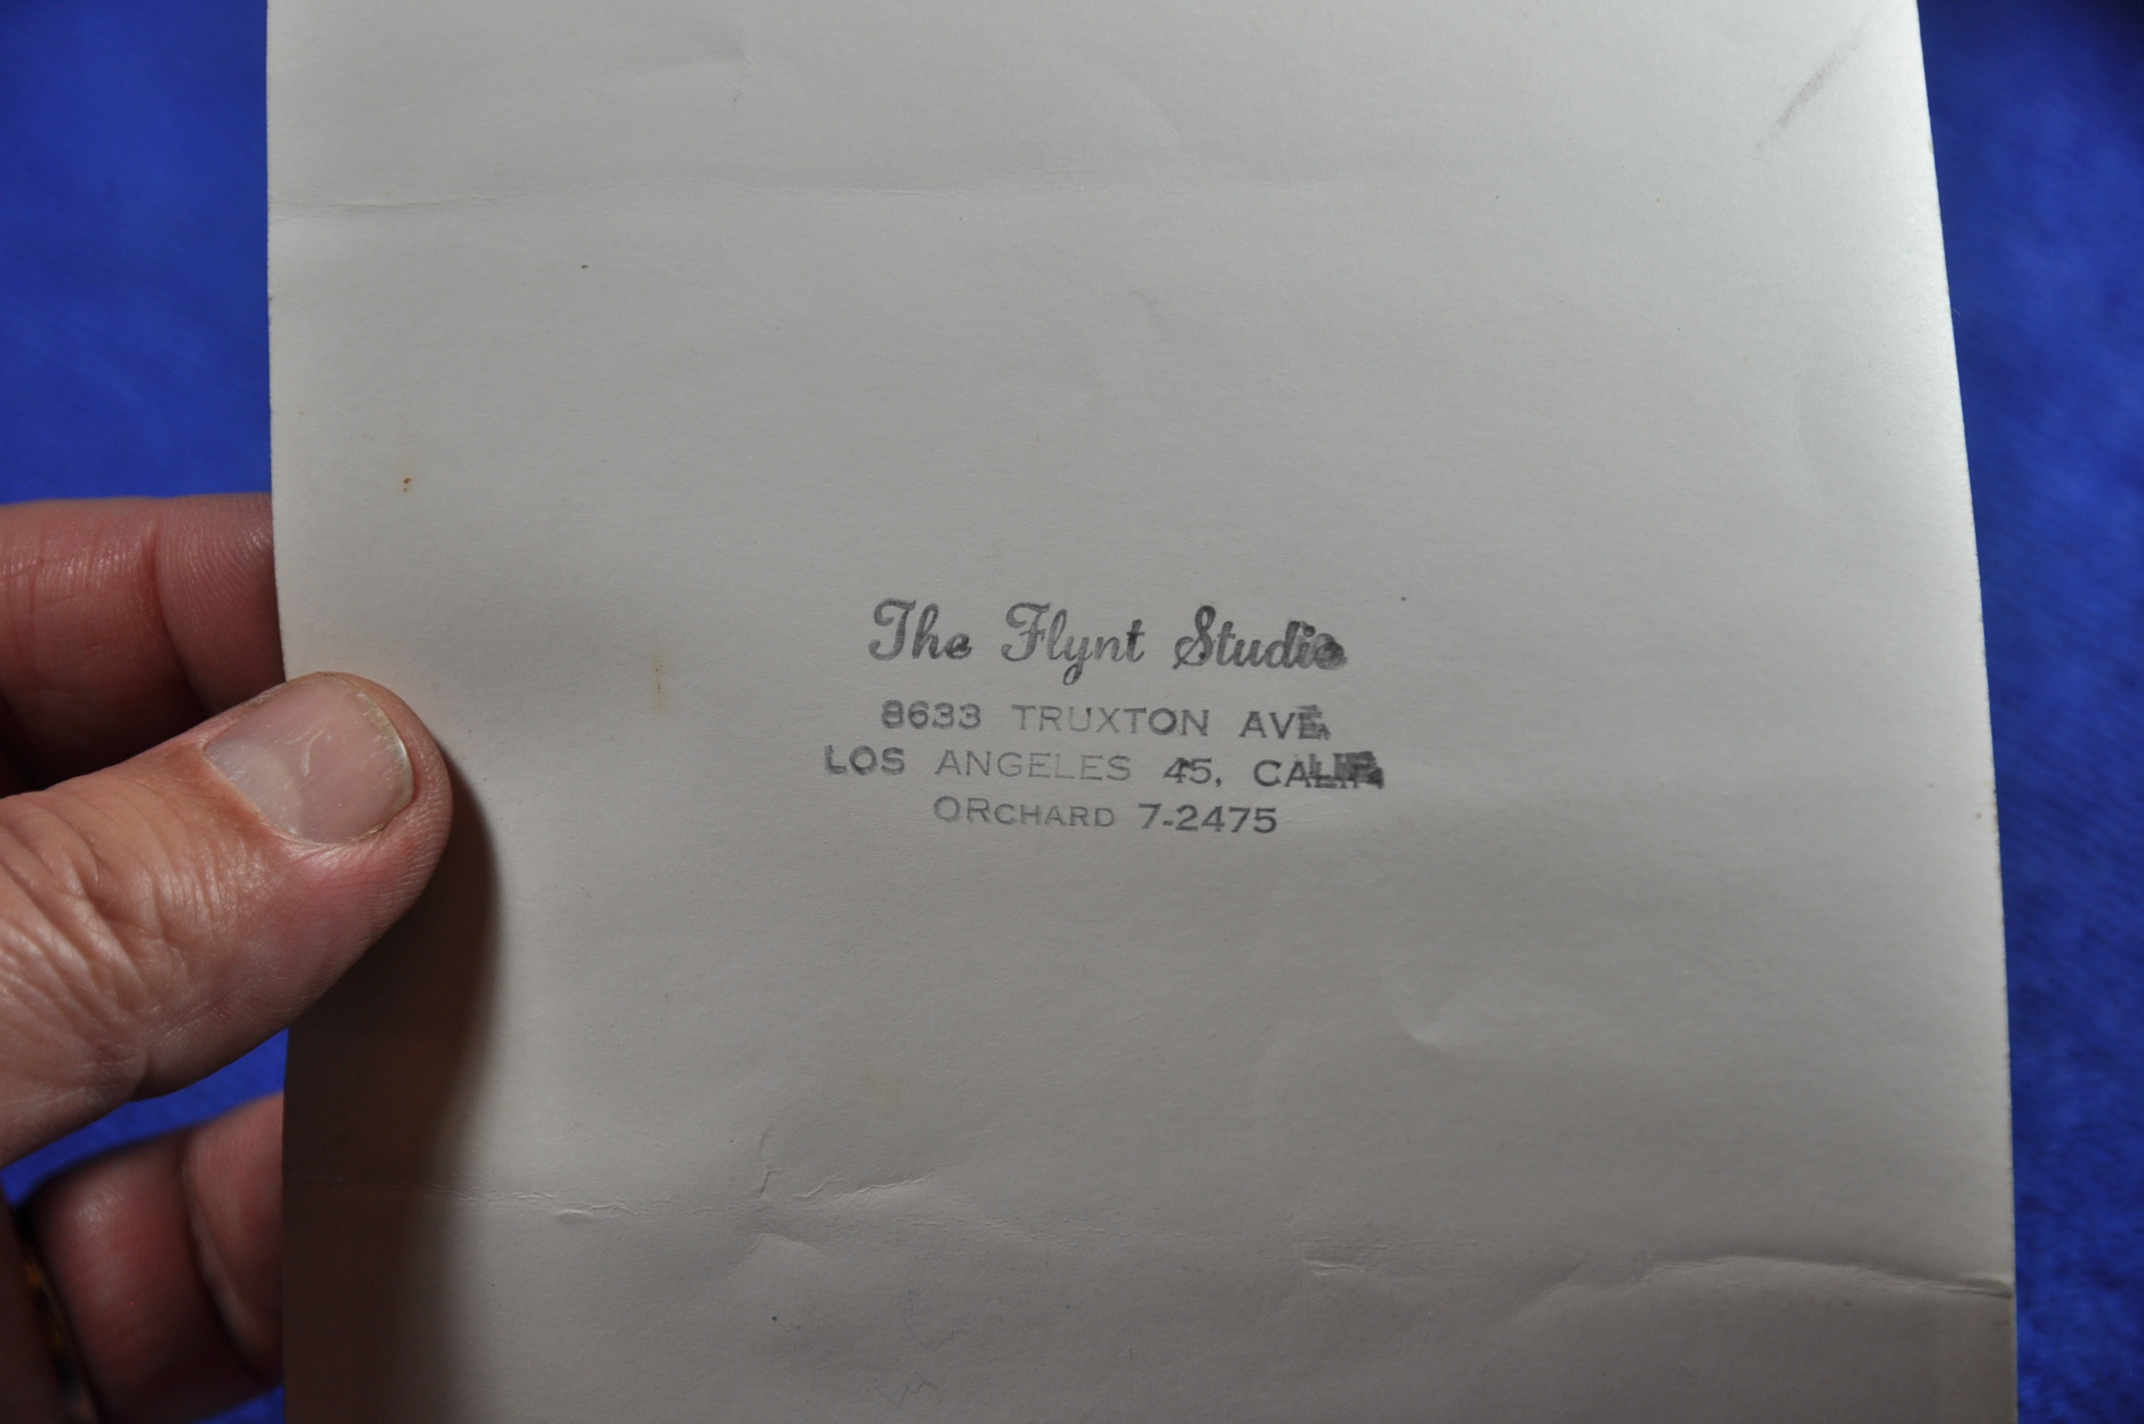 The Flynt Studio
8633 TRUXTON AVE.
LOS ANGELES 45, CALIF.
ORCHARD 7-2475